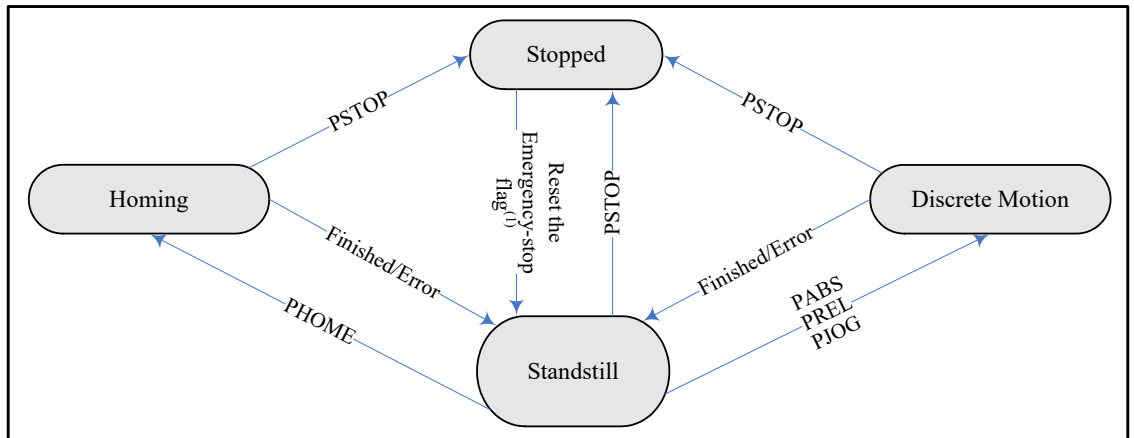 Stopped
PSTOP
PSTOP
Homing
Reset the
Emergency-stop
flag(1)
PSTOP
Discrete Motion
Finished/Error
Finished/Error
PHOME
PABS
PREL
PJOG
Standstill